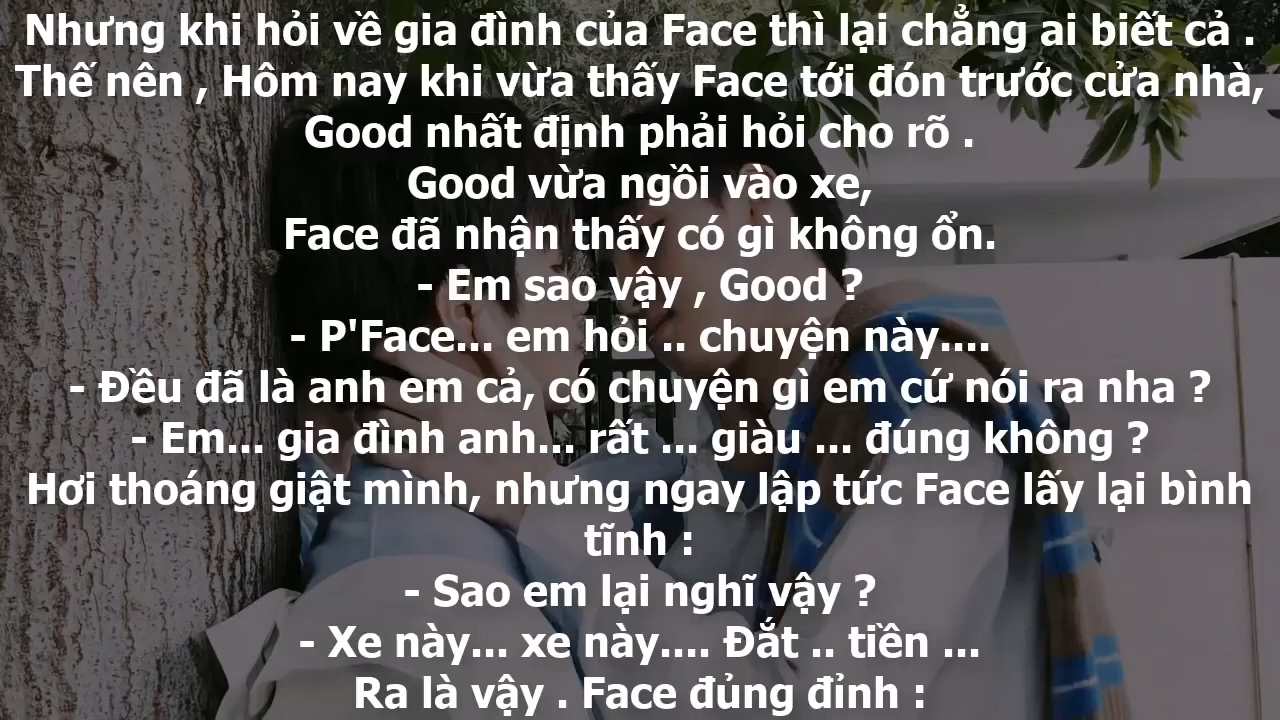 Nhưng khi hỏi về gia đình của Face thì lại chẳng ai biết cả .
Thế nên , Hôm nay khi vừa thấy Face tới đón trước cửa nhà,
Good nhất định phải hỏi cho rõ .
Good vừa ngồi vào xe,
Face đã nhận thấy có gì không ổn.
- Em sao vậy , Good ?
- P'Face... em hỏi .. chuyện này....
- Đều đã là anh em cả, có chuyện gì em cứ nói ra nha ?
- Em... gia đình anh... rất ... giàu ... đúng không ?
Hơi thoáng giật mình, nhưng ngay lập tức Face lấy lại bình
tĩnh :
- Sao em lại nghĩ vậy ?
- Xe này... xe này.... Đắt .. tiền ...
Ra là vậy . Face đủng đỉnh :